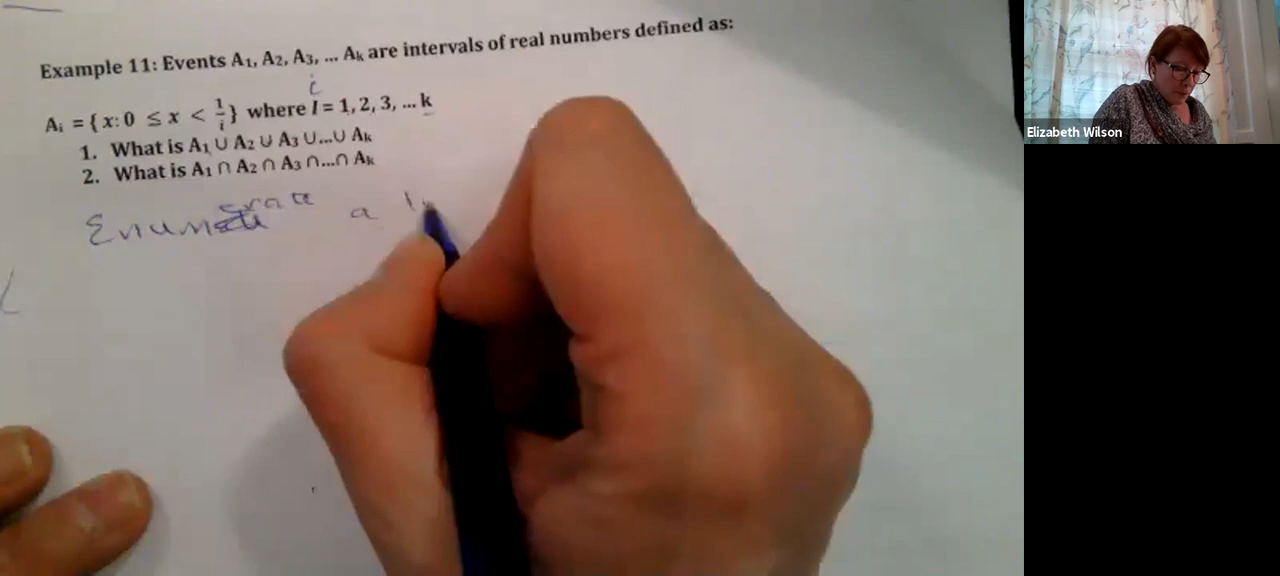 Example 11: Events A₁, A₂, A₃, ... Aₖ are intervals of real numbers defined as:
i
Aᵢ = { x: 0 ≤ x < 1/i } where I = 1, 2, 3, ... k
1. What is A₁ ∪ A₂ ∪ A₃ ∪...∪ Aₖ
2. What is A₁ ∩ A₂ ∩ A₃ ∩...∩ Aₖ
a
Elizabeth Wilson